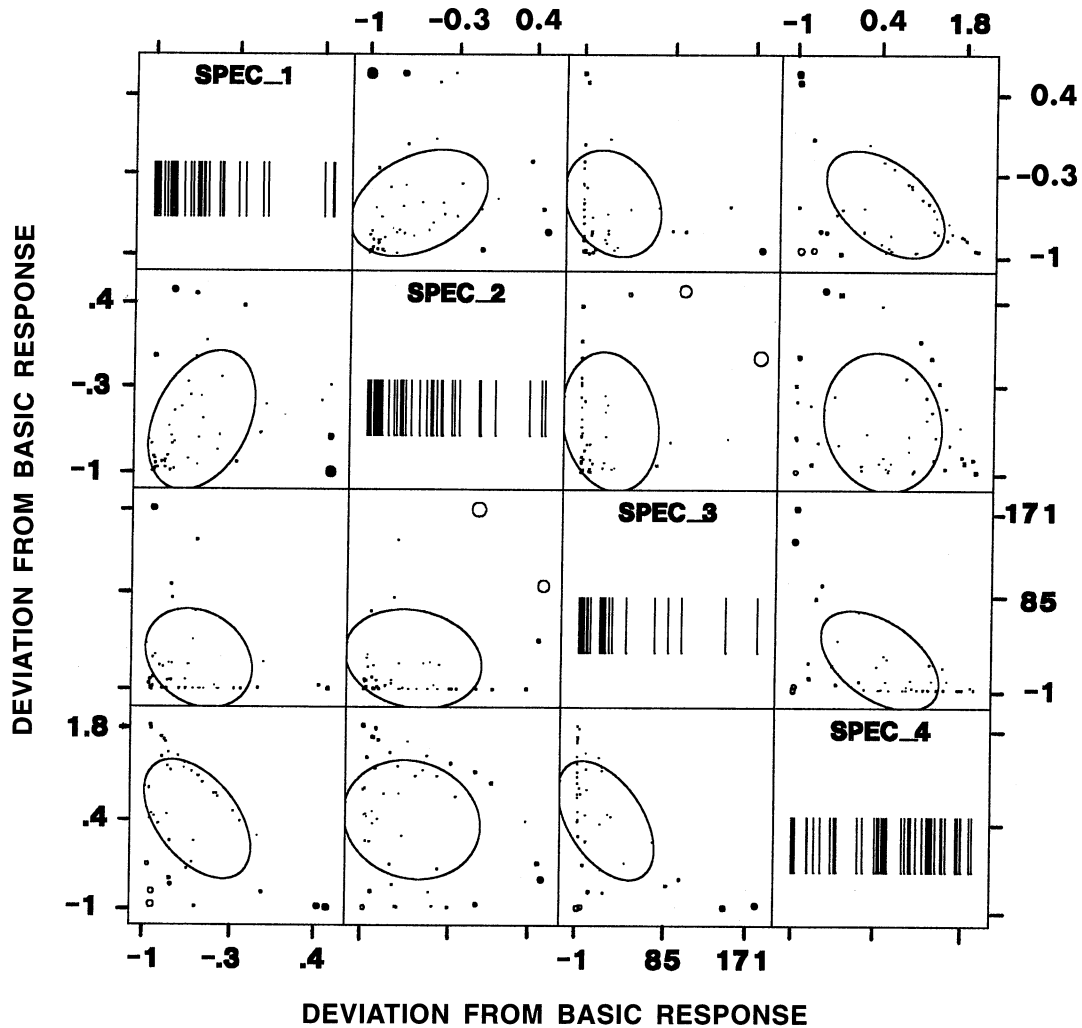 -1 -0.3 0.4 -1 0.4 1.8
SPEC_1
0.4
-0.3
-1
SPEC_2
.4
-.3
-1
SPEC_3
171
85
-1
SPEC_4
1.8
.4
-1
-1 -.3 .4 -1 85 171
DEVIATION FROM BASIC RESPONSE
DEVIATION FROM BASIC RESPONSE